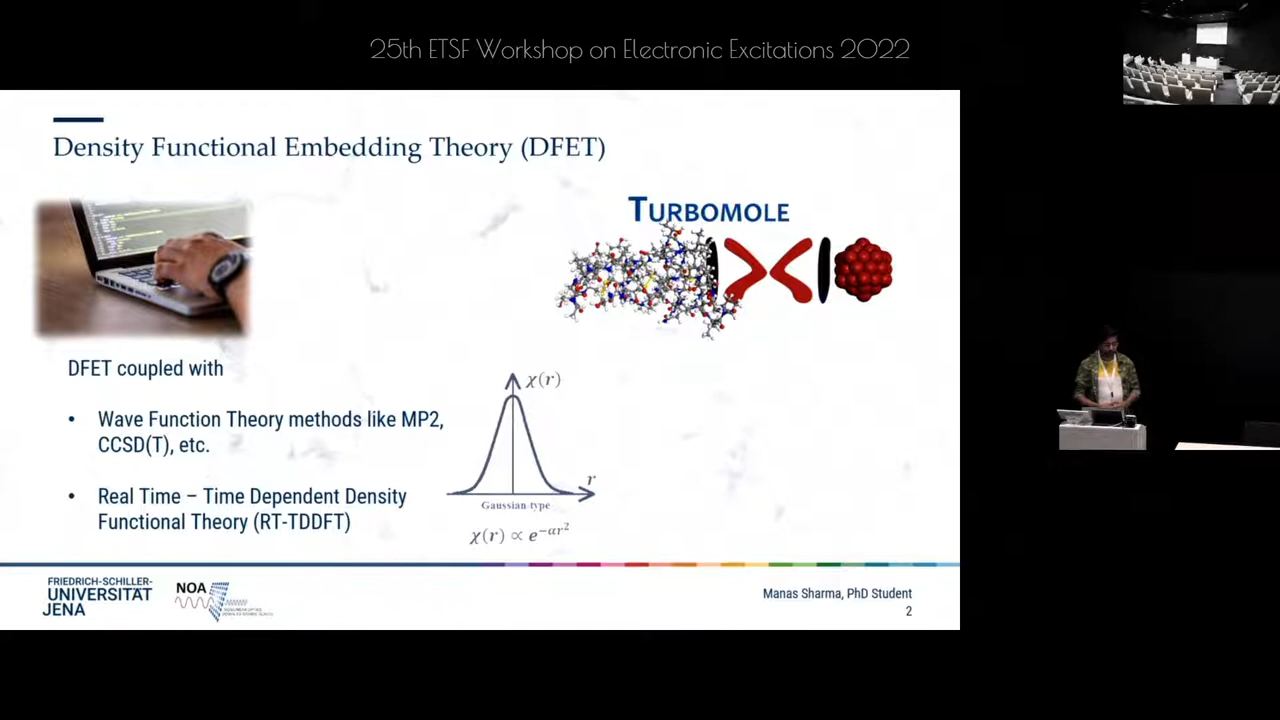 25th ETSF Workshop on Electronic Excitations 2022
Density Functional Embedding Theory (DFET)
TURBOMOLE
DFET coupled with
• Wave Function Theory methods like MP2,
CCSD(T), etc.
• Real Time – Time Dependent Density
Functional Theory (RT-TDDFT)
χ(r)
r
Gaussian type
χ(r) ∝ e^{-αr²}
FRIEDRICH-SCHILLER-
UNIVERSITÄT
JENA
NOA
Manas Sharma, PhD Student
2